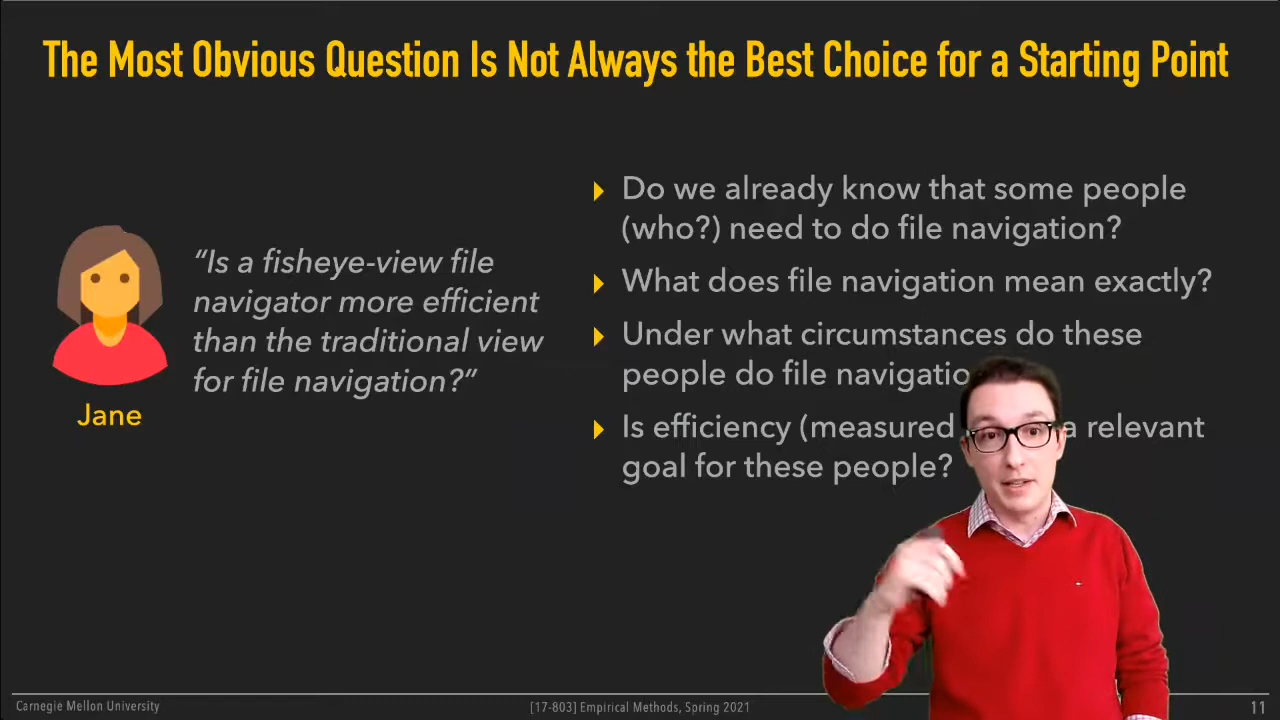 The Most Obvious Question Is Not Always the Best Choice for a Starting Point
“Is a fisheye-view file
navigator more efficient
than the traditional view
for file navigation?”
Jane
Do we already know that some people
(who?) need to do file navigation?
What does file navigation mean exactly?
Under what circumstances do these
people do file
Is efficiency (measured a relevant
goal for these people?
Carnegie Mellon University
[17-803] Empirical Methods, Spring 2021
11